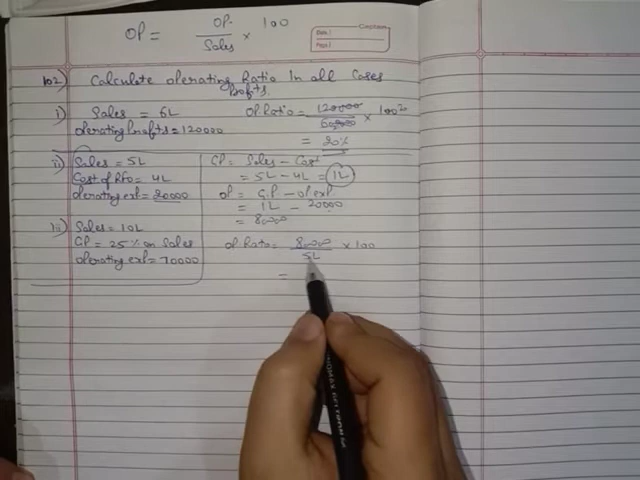 OP = OP. / Sales × 100
Date / /
Page
102) Calculate Operating Ratio In all Cases
Profits.
i) Sales = 6L
operating Profits = 120000
OP. Ratio = 120000 / 600000 × 100 20
= 20%
ii) Sales = 5L
Cost of RFO = 4L
operating exp = 20000
GP = Sales - Cost
= 5L - 4L = 1L
OP = G.P - OP. exp
= 1L - 20000
= 80000
OP Ratio = 80000 / 5L × 100
=
iii) Sales = 10L
GP = 25% on Sales
operating exp = 70000